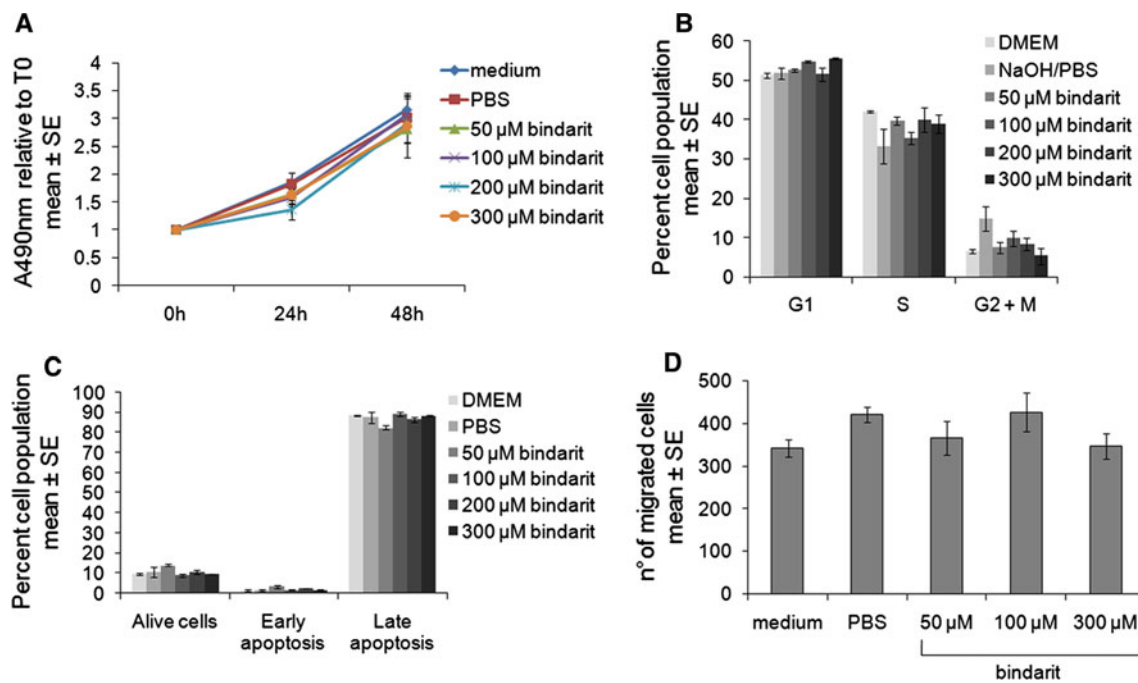 A
A490nm relative to T0
mean ± SE
4
3.5
3
2.5
2
1.5
1
0.5
0
0h
24h
48h
medium
PBS
50 µM bindarit
100 µM bindarit
200 µM bindarit
300 µM bindarit
B
Percent cell population
mean ± SE
60
50
40
30
20
10
0
G1
S
G2 + M
DMEM
NaOH/PBS
50 µM bindarit
100 µM bindarit
200 µM bindarit
300 µM bindarit
C
Percent cell population
mean ± SE
100
90
80
70
60
50
40
30
20
10
0
Alive cells
Early
apoptosis
Late
apoptosis
DMEM
PBS
50 µM bindarit
100 µM bindarit
200 µM bindarit
300 µM bindarit
D
n° of migrated cells
mean ± SE
500
400
300
200
100
0
medium
PBS
50 µM
100 µM
300 µM
bindarit